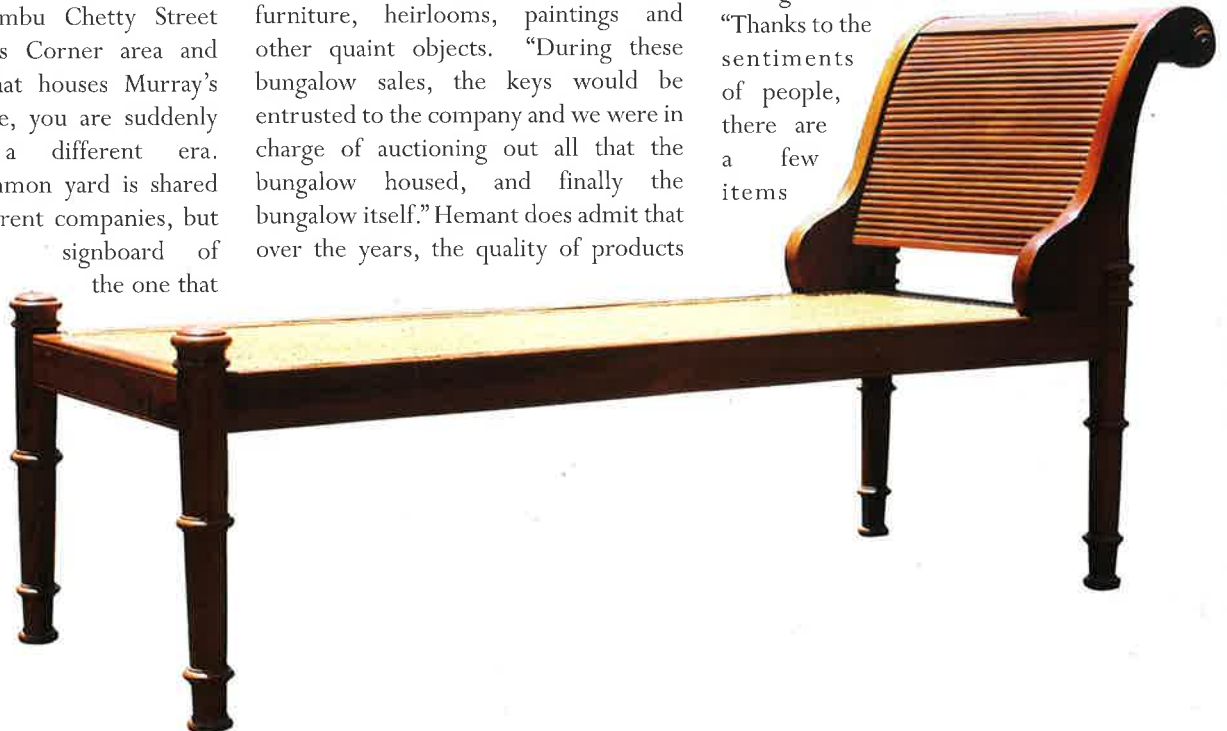 Chetty Street
Corner area and
houses Murray's
you are suddenly
a different era.
yard is shared
companies, but
signboard of
the one that
furniture, heirlooms, paintings and
other quaint objects. “During these
bungalow sales, the keys would be
entrusted to the company and we were in
charge of auctioning out all that the
bungalow housed, and finally the
bungalow itself.” Hemant does admit that
over the years, the quality of products
“Thanks to the
sentiments
of people,
there are
a few
items